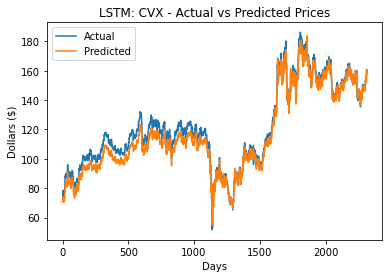 LSTM: CVX - Actual vs Predicted Prices
Actual
Predicted
Dollars ($)
180
160
140
120
100
80
60
0 500 1000 1500 2000
Days